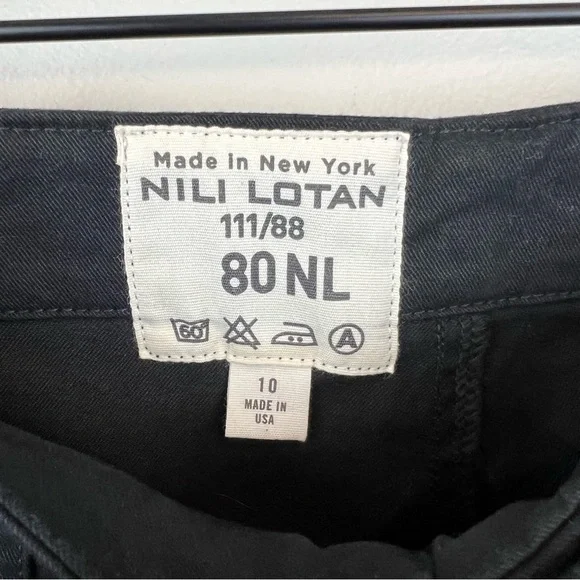 Made in New York
NILI LOTAN
111/88
80 NL
60 A
10
MADE IN
USA